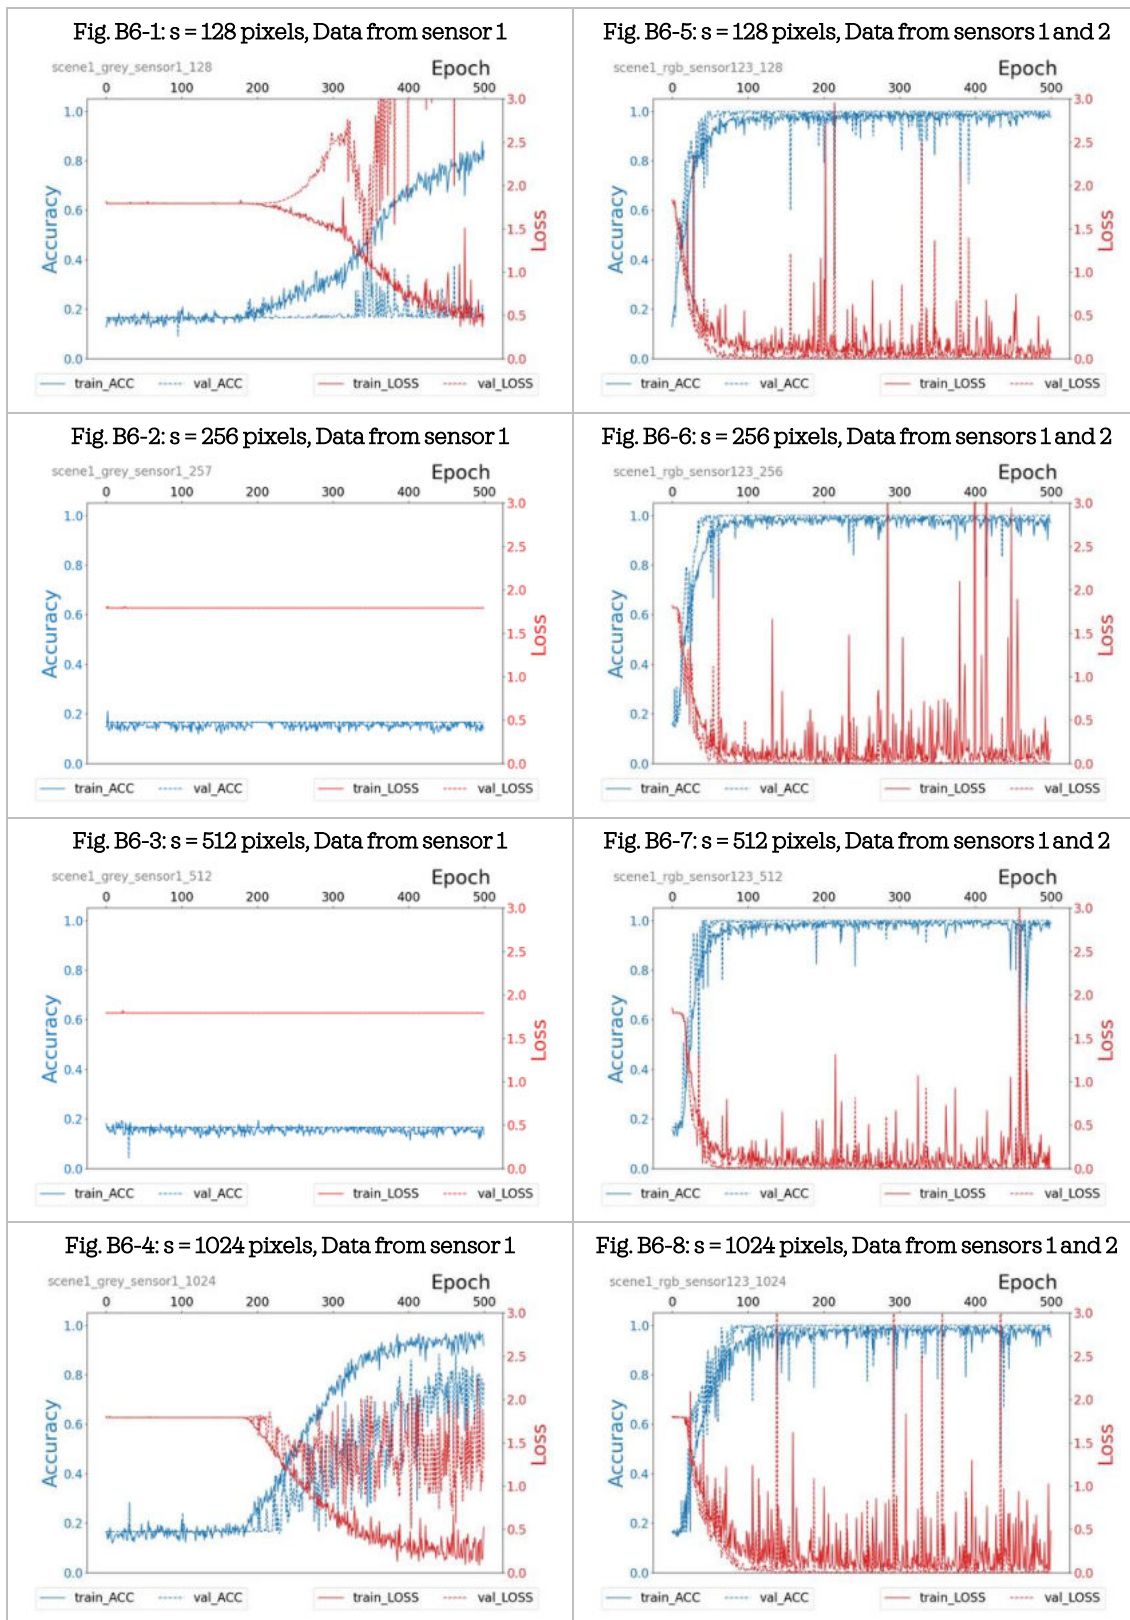 Fig. B6-1: s = 128 pixels, Data from sensor 1
scene1_grey_sensor1_128
Epoch
0 100 200 300 400 500
1.0
0.8
0.6
0.4
0.2
0.0
Accuracy
3.0
2.5
2.0
1.5
1.0
0.5
0.0
Loss
train_ACC val_ACC train_LOSS val_LOSS
Fig. B6-5: s = 128 pixels, Data from sensors 1 and 2
scene1_rgb_sensor123_128
Epoch
0 100 200 300 400 500
1.0
0.8
0.6
0.4
0.2
0.0
Accuracy
3.0
2.5
2.0
1.5
1.0
0.5
0.0
Loss
train_ACC val_ACC train_LOSS val_LOSS
Fig. B6-2: s = 256 pixels, Data from sensor 1
scene1_grey_sensor1_257
Epoch
0 100 200 300 400 500
1.0
0.8
0.6
0.4
0.2
0.0
Accuracy
3.0
2.5
2.0
1.5
1.0
0.5
0.0
Loss
train_ACC val_ACC train_LOSS val_LOSS
Fig. B6-6: s = 256 pixels, Data from sensors 1 and 2
scene1_rgb_sensor123_256
Epoch
0 100 200 300 400 500
1.0
0.8
0.6
0.4
0.2
0.0
Accuracy
3.0
2.5
2.0
1.5
1.0
0.5
0.0
Loss
train_ACC val_ACC train_LOSS val_LOSS
Fig. B6-3: s = 512 pixels, Data from sensor 1
scene1_grey_sensor1_512
Epoch
0 100 200 300 400 500
1.0
0.8
0.6
0.4
0.2
0.0
Accuracy
3.0
2.5
2.0
1.5
1.0
0.5
0.0
Loss
train_ACC val_ACC train_LOSS val_LOSS
Fig. B6-7: s = 512 pixels, Data from sensors 1 and 2
scene1_rgb_sensor123_512
Epoch
0 100 200 300 400 500
1.0
0.8
0.6
0.4
0.2
0.0
Accuracy
3.0
2.5
2.0
1.5
1.0
0.5
0.0
Loss
train_ACC val_ACC train_LOSS val_LOSS
Fig. B6-4: s = 1024 pixels, Data from sensor 1
scene1_grey_sensor1_1024
Epoch
0 100 200 300 400 500
1.0
0.8
0.6
0.4
0.2
0.0
Accuracy
3.0
2.5
2.0
1.5
1.0
0.5
0.0
Loss
train_ACC val_ACC train_LOSS val_LOSS
Fig. B6-8: s = 1024 pixels, Data from sensors 1 and 2
scene1_rgb_sensor123_1024
Epoch
0 100 200 300 400 500
1.0
0.8
0.6
0.4
0.2
0.0
Accuracy
3.0
2.5
2.0
1.5
1.0
0.5
0.0
Loss
train_ACC val_ACC train_LOSS val_LOSS